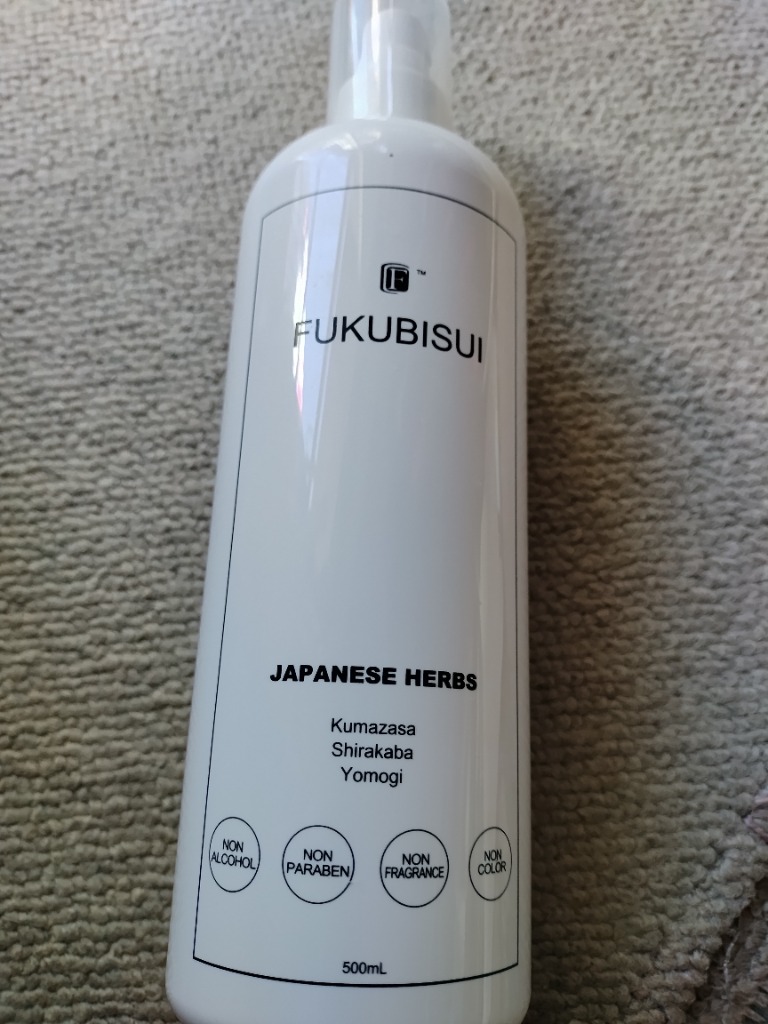 F ™
FUKUBISUI
JAPANESE HERBS
Kumazasa
Shirakaba
Yomogi
NON
ALCOHOL
NON
PARABEN
NON
FRAGRANCE
NON
COLOR
500mL